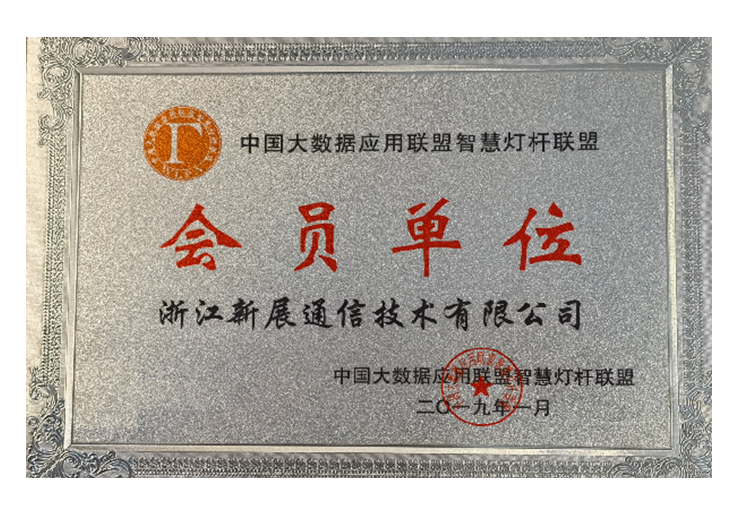 中国大数据应用联盟智慧灯杆联盟
会员单位
浙江新展通信技术有限公司
中国大数据应用联盟智慧灯杆联盟
二〇一九年一月